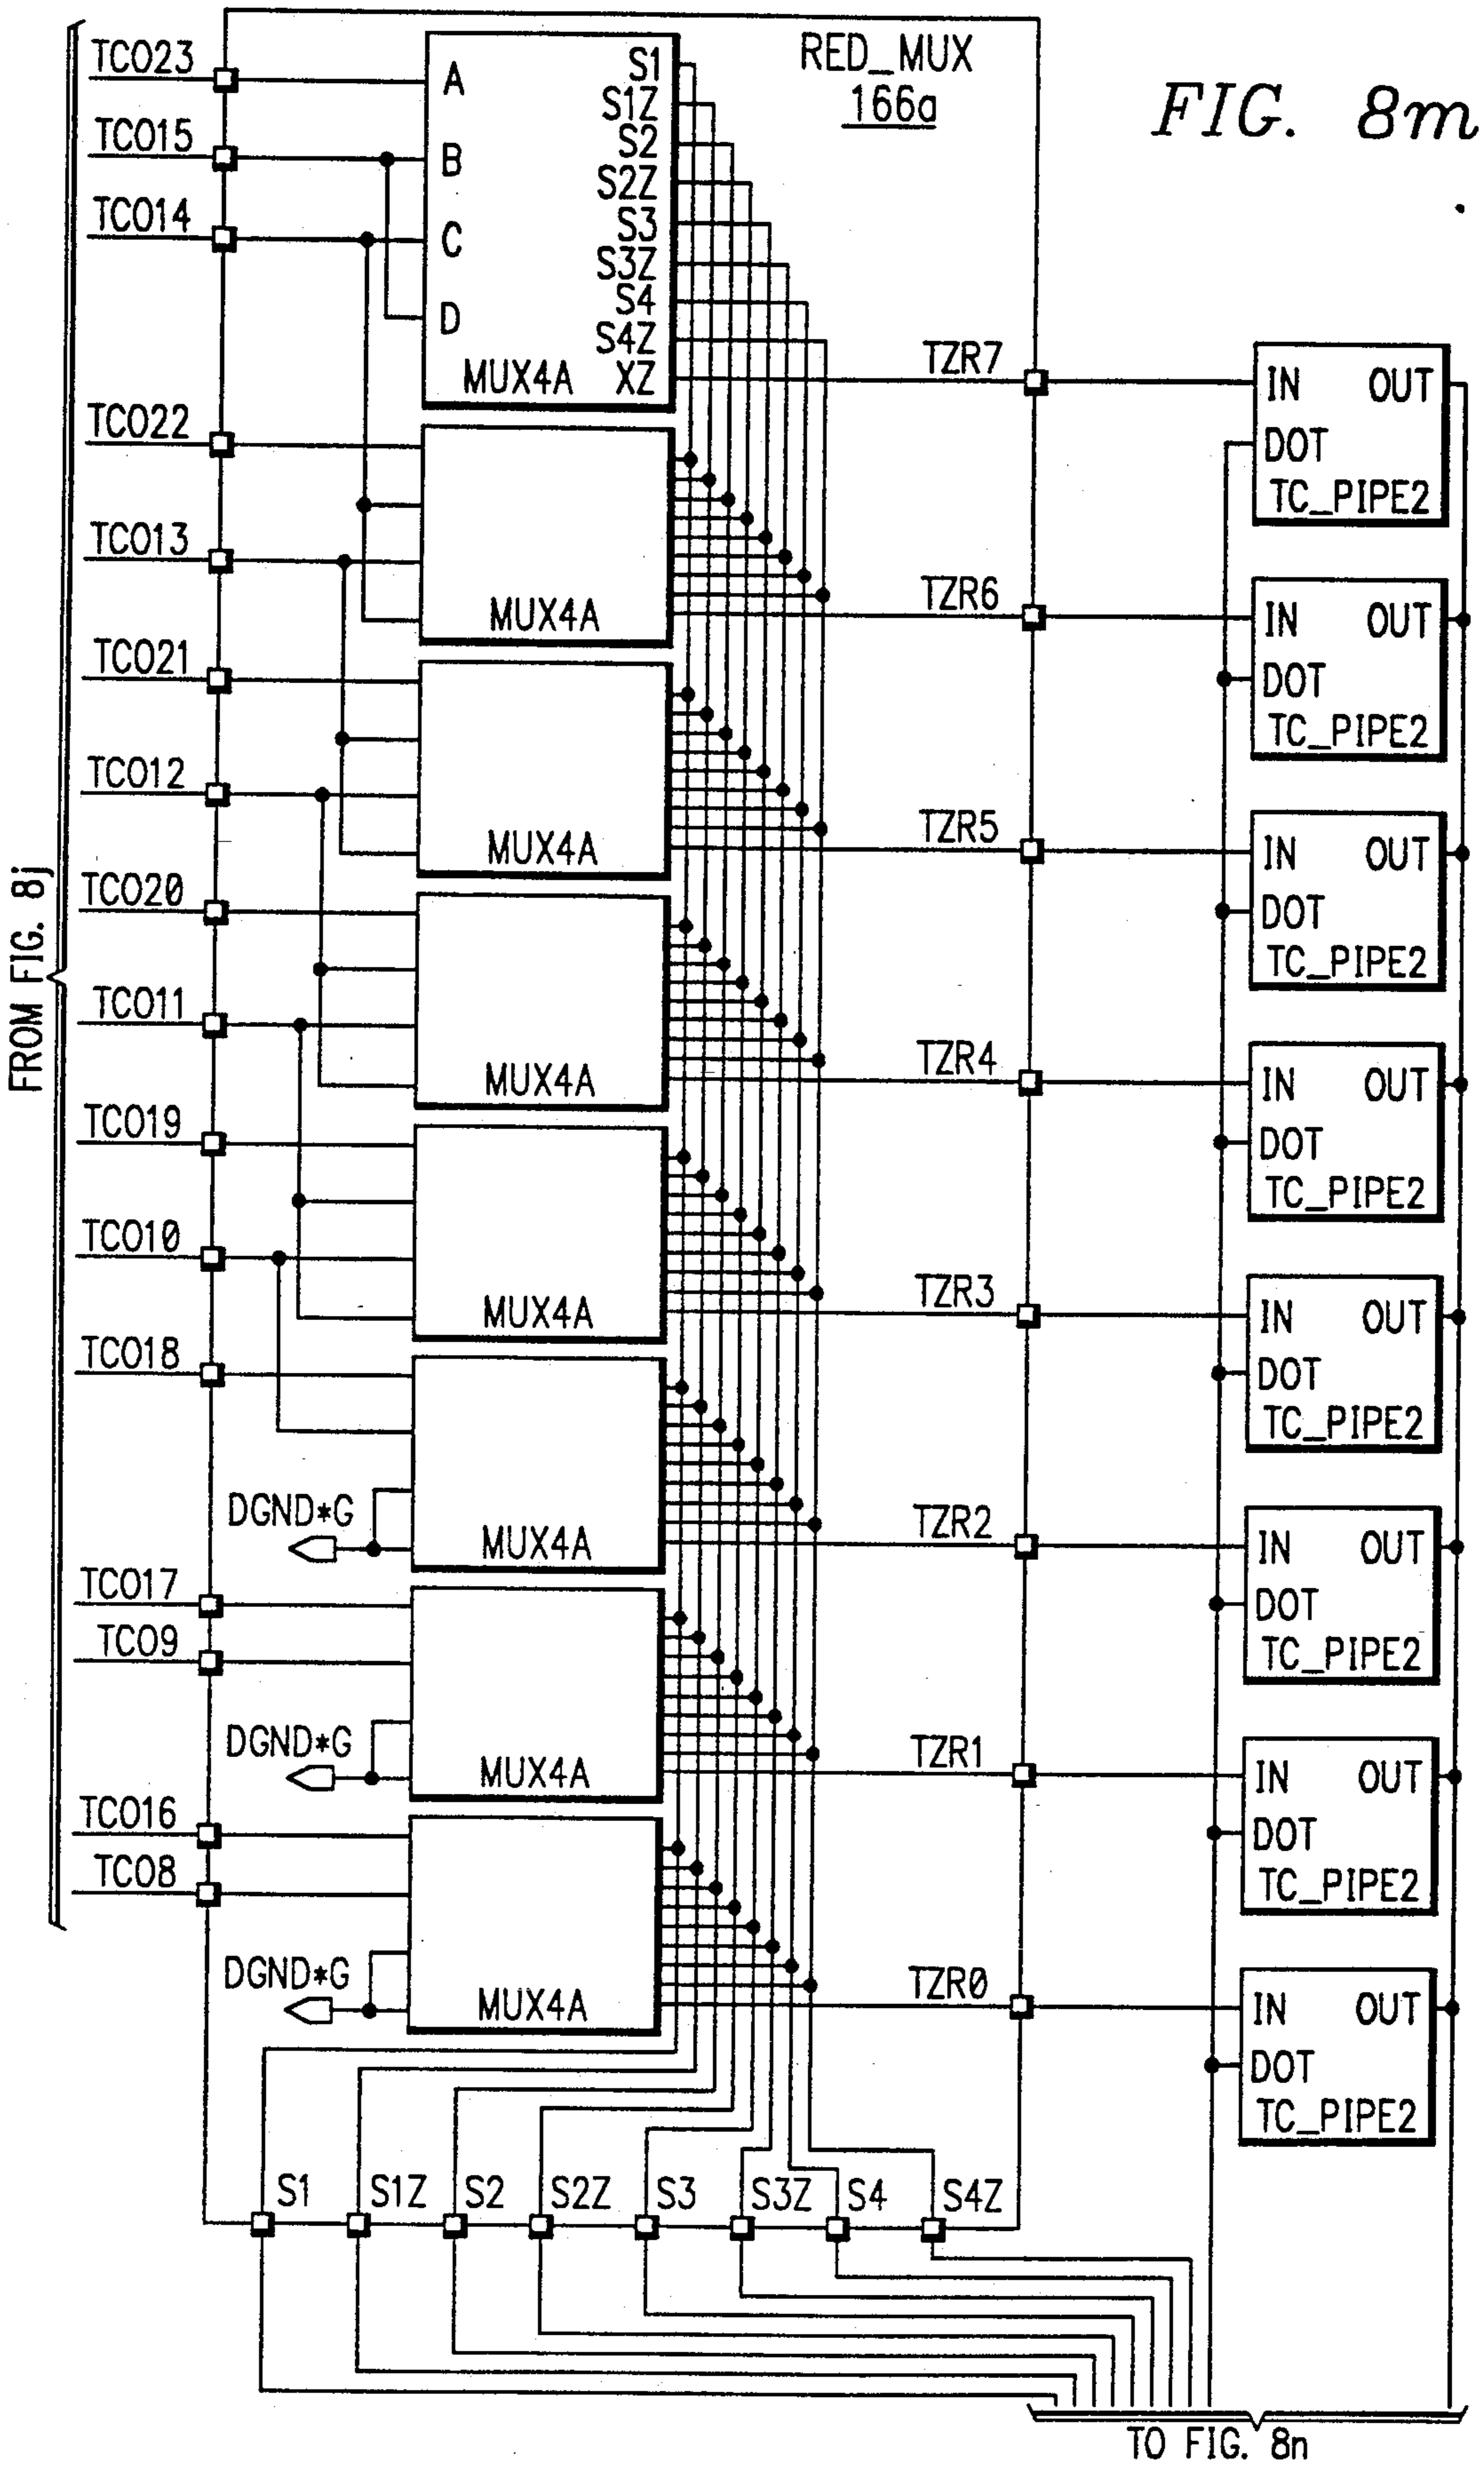 FIG. 8m
RED_MUX
166a
FROM FIG. 8j
TCO23
TCO15
TCO14
A
B
C
D
S1
S1Z
S2
S2Z
S3
S3Z
S4
S4Z
MUX4A XZ
TZR7
IN OUT
DOT
TC_PIPE2
TCO22
TCO13
MUX4A
TZR6
IN OUT
DOT
TC_PIPE2
TCO21
TCO12
MUX4A
TZR5
IN OUT
DOT
TC_PIPE2
TCO20
TCO11
MUX4A
TZR4
IN OUT
DOT
TC_PIPE2
TCO19
TCO10
MUX4A
TZR3
IN OUT
DOT
TC_PIPE2
TCO18
DGND*G
MUX4A
TZR2
IN OUT
DOT
TC_PIPE2
TCO17
TCO9
DGND*G
MUX4A
TZR1
IN OUT
DOT
TC_PIPE2
TCO16
TCO8
DGND*G
MUX4A
TZR0
IN OUT
DOT
TC_PIPE2
S1 S1Z S2 S2Z S3 S3Z S4 S4Z
TO FIG. 8n